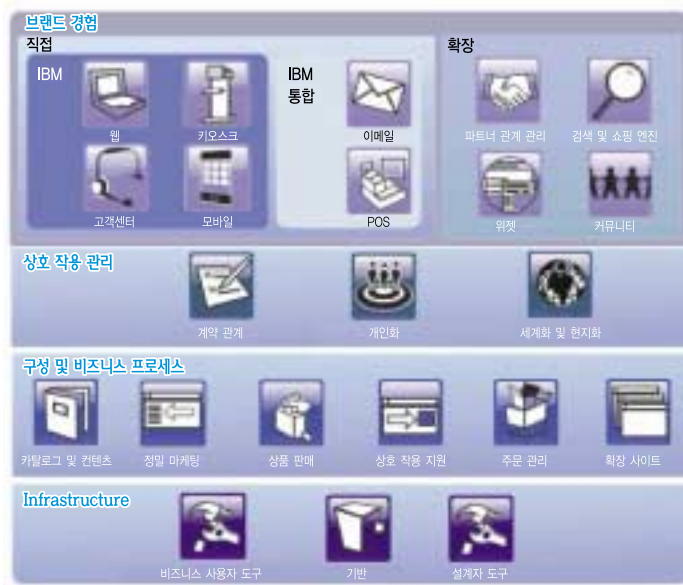 브랜드 경험
직접
확장
IBM
IBM
통합
웹
키오스크
이메일
파트너 관계 관리
검색 및 쇼핑 엔진
고객센터
모바일
POS
위젯
커뮤니티
상호 작용 관리
계약 관계
개인화
세계화 및 현지화
구성 및 비즈니스 프로세스
카탈로그 및 컨텐츠
정밀 마케팅
상품 판매
상호 작용 지원
주문 관리
확장 사이트
Infrastructure
비즈니스 사용자 도구
기반
설계자 도구